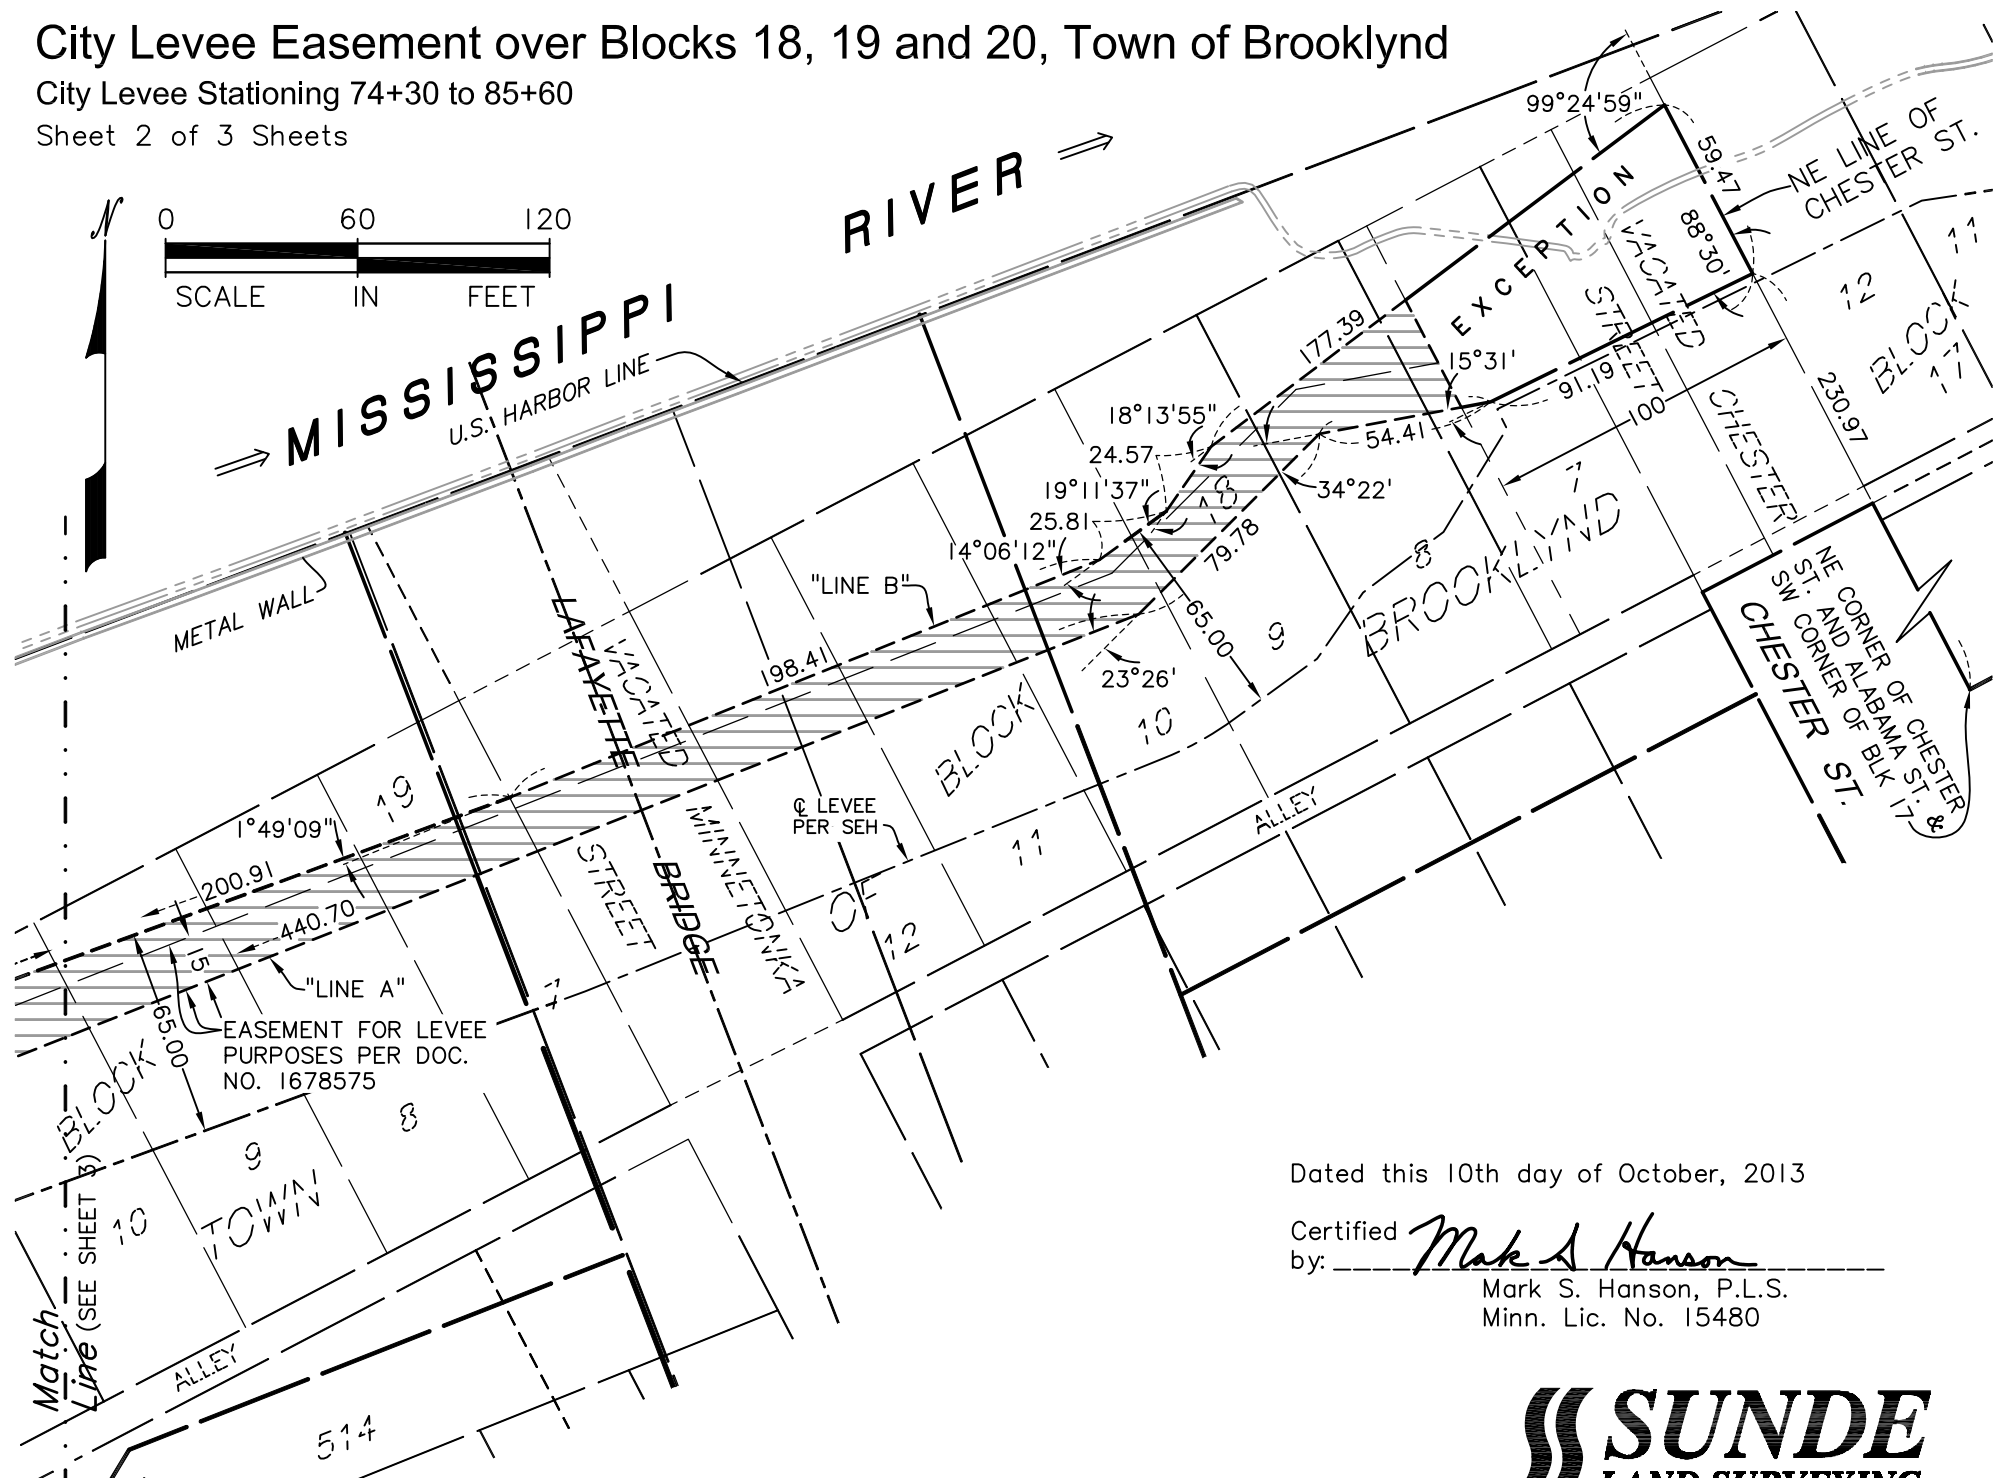 City Levee Easement over Blocks 18, 19 and 20, Town of Brooklynd
City Levee Stationing 74+30 to 85+60
Sheet 2 of 3 Sheets
N
0 60 120
SCALE IN FEET
MISSISSIPPI RIVER
U.S. HARBOR LINE
METAL WALL
99°24'59"
59.47
NE LINE OF
CHESTER ST.
88°30'
EXCEPTION
VACATED
STREET
CHESTER
11
12
BLOCK
17
177.39
15°31'
91.19
100
230.97
18°13'55"
24.57
54.41
19°11'37"
34°22'
25.81
18
79.78
7
14°06'12"
8
"LINE B"
65.00
9
BROOKLYND
23°26'
198.41
10
BLOCK
LAFAYETTE
BRIDGE
VACATED
MINNETONKA
STREET
℄ LEVEE
PER SEH
11
OF
12
ALLEY
NE CORNER OF CHESTER
ST. AND ALABAMA ST. &
SW CORNER OF BLK 17
CHESTER ST.
19
1°49'09"
200.91
440.70
15
"LINE A"
65.00
EASEMENT FOR LEVEE
PURPOSES PER DOC.
NO. 1678575
7
BLOCK
8
9
TOWN
10
Match
Line (SEE SHEET 3)
ALLEY
514
Dated this 10th day of October, 2013
Certified
by: Mark S Hanson
Mark S. Hanson, P.L.S.
Minn. Lic. No. 15480
SUNDE
LAND SURVEYING